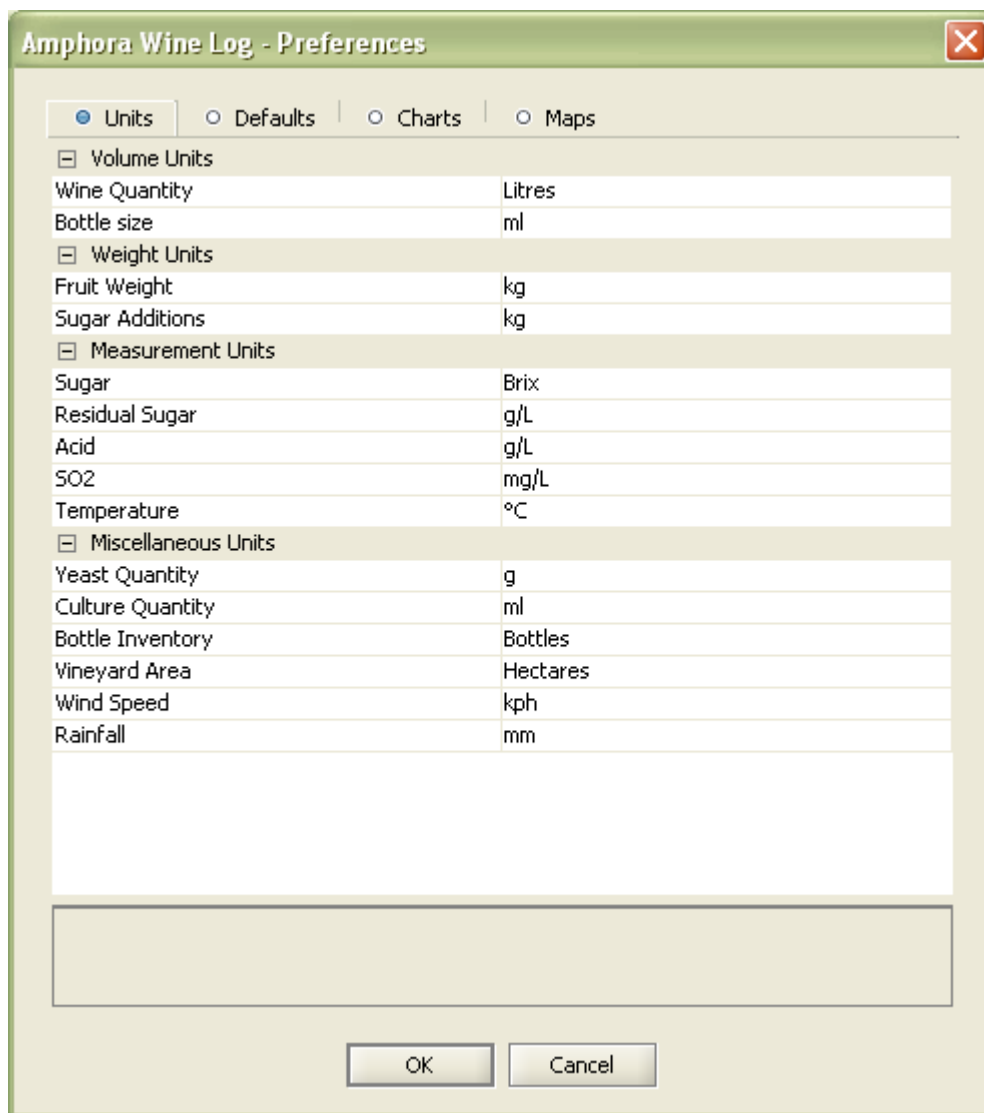 Amphora Wine Log - Preferences
Units Defaults Charts Maps
Volume Units
Wine Quantity Litres
Bottle size ml
Weight Units
Fruit Weight kg
Sugar Additions kg
Measurement Units
Sugar Brix
Residual Sugar g/L
Acid g/L
SO2 mg/L
Temperature °C
Miscellaneous Units
Yeast Quantity g
Culture Quantity ml
Bottle Inventory Bottles
Vineyard Area Hectares
Wind Speed kph
Rainfall mm
OK Cancel